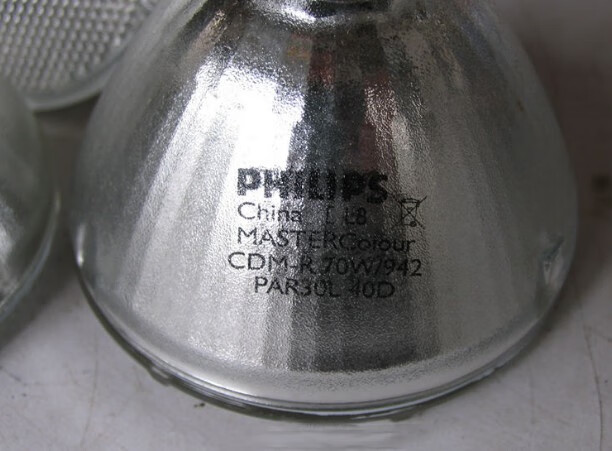 PHILIPS
China I L8
MASTERColour
CDM-R 70W/942
PAR30L 40D